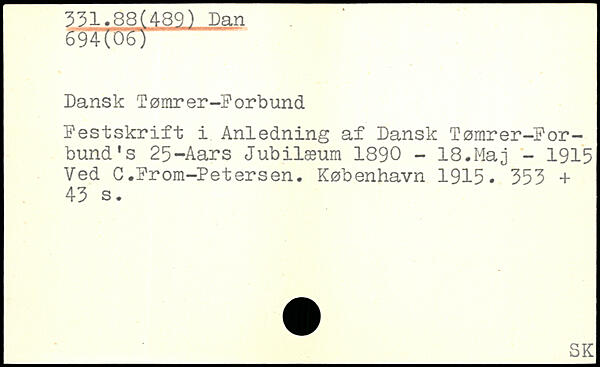 331.88(489) Dan
694(06)
Dansk Tømrer-Forbund
Festskrift i Anledning af Dansk Tømrer-For-
bund's 25-Aars Jubilæum 1890 - 18.Maj - 1915
Ved C.From-Petersen. København 1915. 353 +
43 s.
SK